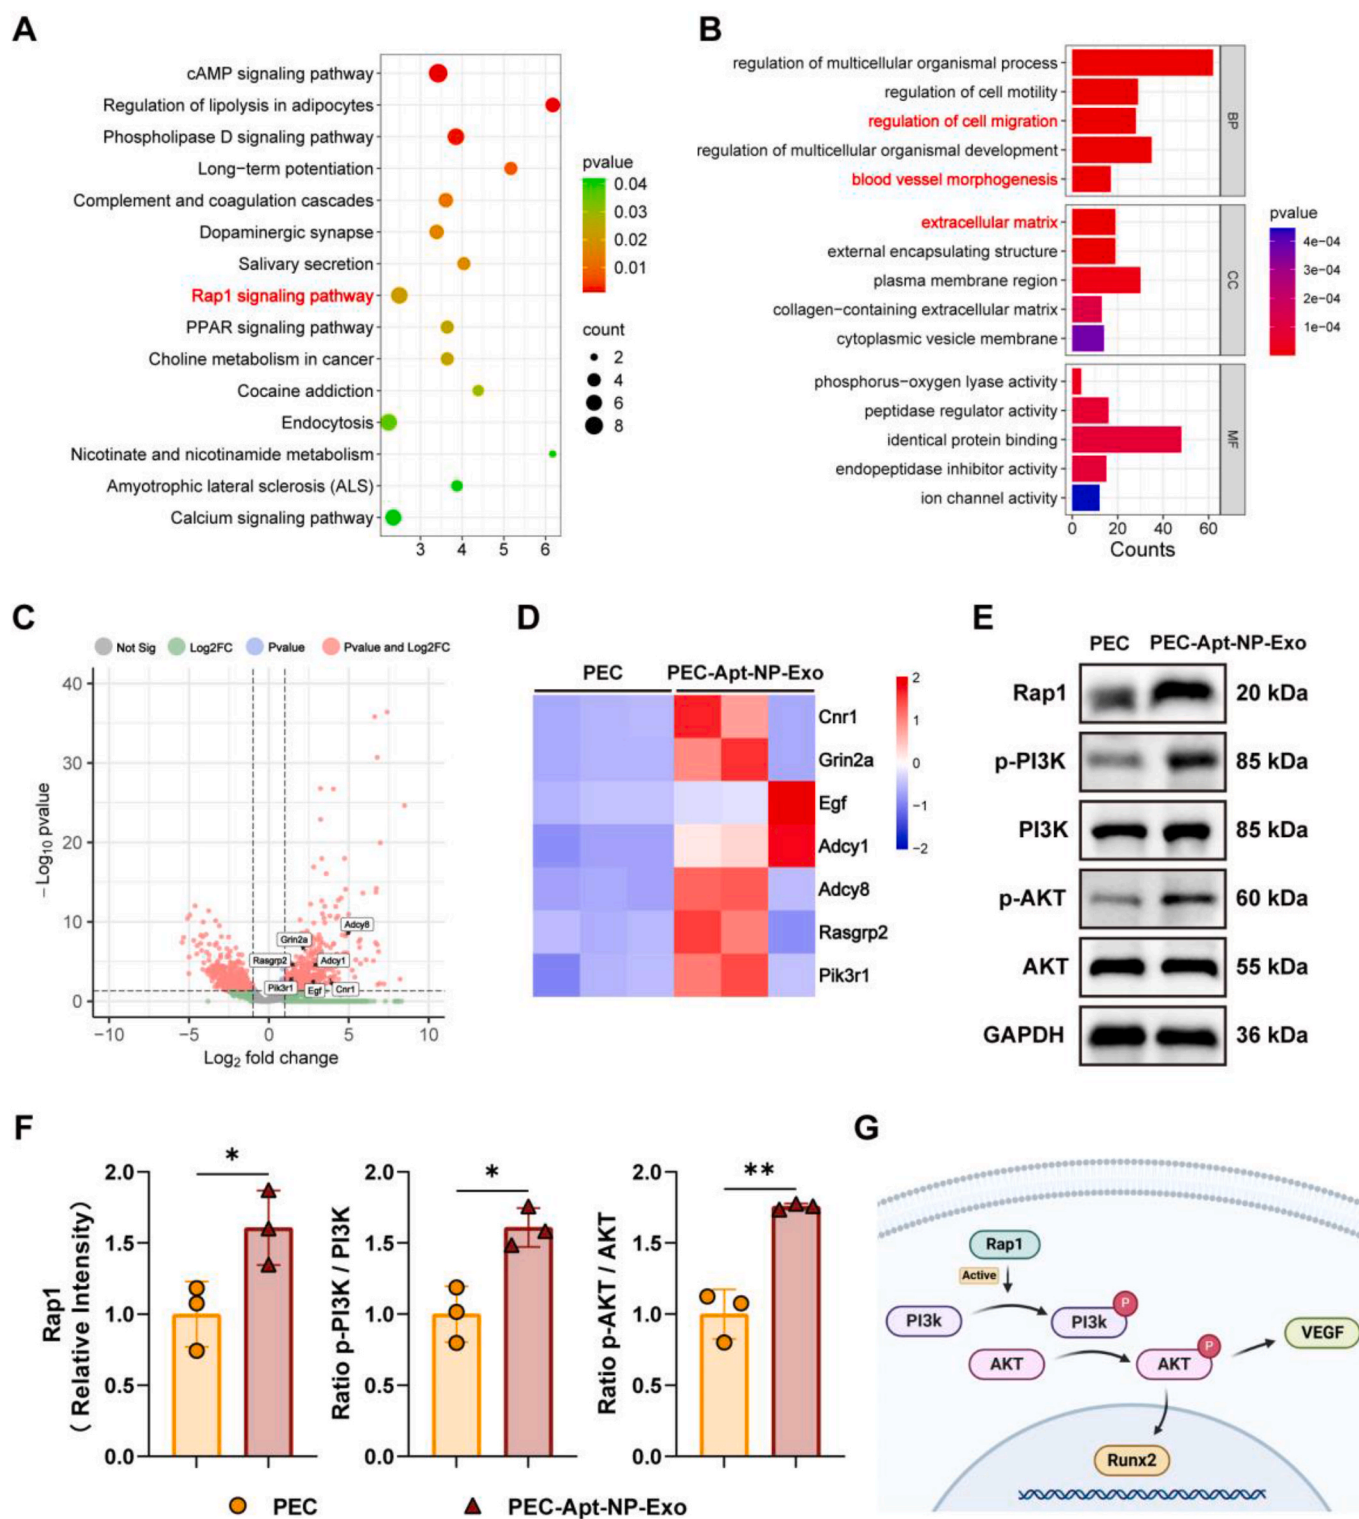 A
cAMP signaling pathway
Regulation of lipolysis in adipocytes
Phospholipase D signaling pathway
Long-term potentiation
Complement and coagulation cascades
Dopaminergic synapse
Salivary secretion
Rap1 signaling pathway
PPAR signaling pathway
Choline metabolism in cancer
Cocaine addiction
Endocytosis
Nicotinate and nicotinamide metabolism
Amyotrophic lateral sclerosis (ALS)
Calcium signaling pathway
3 4 5 6
pvalue
0.04
0.03
0.02
0.01
count
2
4
6
8
B
regulation of multicellular organismal process
regulation of cell motility
regulation of cell migration
regulation of multicellular organismal development
blood vessel morphogenesis
BP
extracellular matrix
external encapsulating structure
plasma membrane region
collagen-containing extracellular matrix
cytoplasmic vesicle membrane
CC
phosphorus-oxygen lyase activity
peptidase regulator activity
identical protein binding
endopeptidase inhibitor activity
ion channel activity
MF
0 20 40 60
Counts
pvalue
4e-04
3e-04
2e-04
1e-04
C
Not Sig Log2FC Pvalue Pvalue and Log2FC
40
30
20
10
0
−Log10 pvalue
Adcy8
Grin2a
Rasgrp2
Adcy1
Pik3r1
Egf
Cnr1
−10 −5 0 5 10
Log2 fold change
D
PEC PEC-Apt-NP-Exo
Cnr1
Grin2a
Egf
Adcy1
Adcy8
Rasgrp2
Pik3r1
2
1
0
−1
−2
E
PEC PEC-Apt-NP-Exo
Rap1 20 kDa
p-PI3K 85 kDa
PI3K 85 kDa
p-AKT 60 kDa
AKT 55 kDa
GAPDH 36 kDa
F
Rap1
( Relative Intensity)
2.0
1.5
1.0
0.5
0.0
*
Ratio p-PI3K / PI3K
2.0
1.5
1.0
0.5
0.0
*
Ratio p-AKT / AKT
2.0
1.5
1.0
0.5
0.0
**
PEC PEC-Apt-NP-Exo
G
Rap1
Active
PI3k
PI3k
P
AKT
AKT
P
VEGF
Runx2